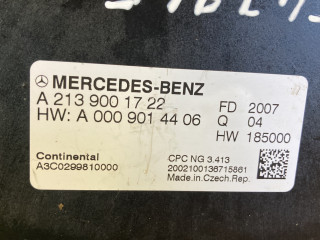 MERCEDES-BENZ
A 213 900 17 22 FD 2007
HW: A 000 901 44 06 Q 04
HW 185000
Continental CPC NG 3.413
A3C0299810000 2002100136715861
Made.in.Czech.Rep.